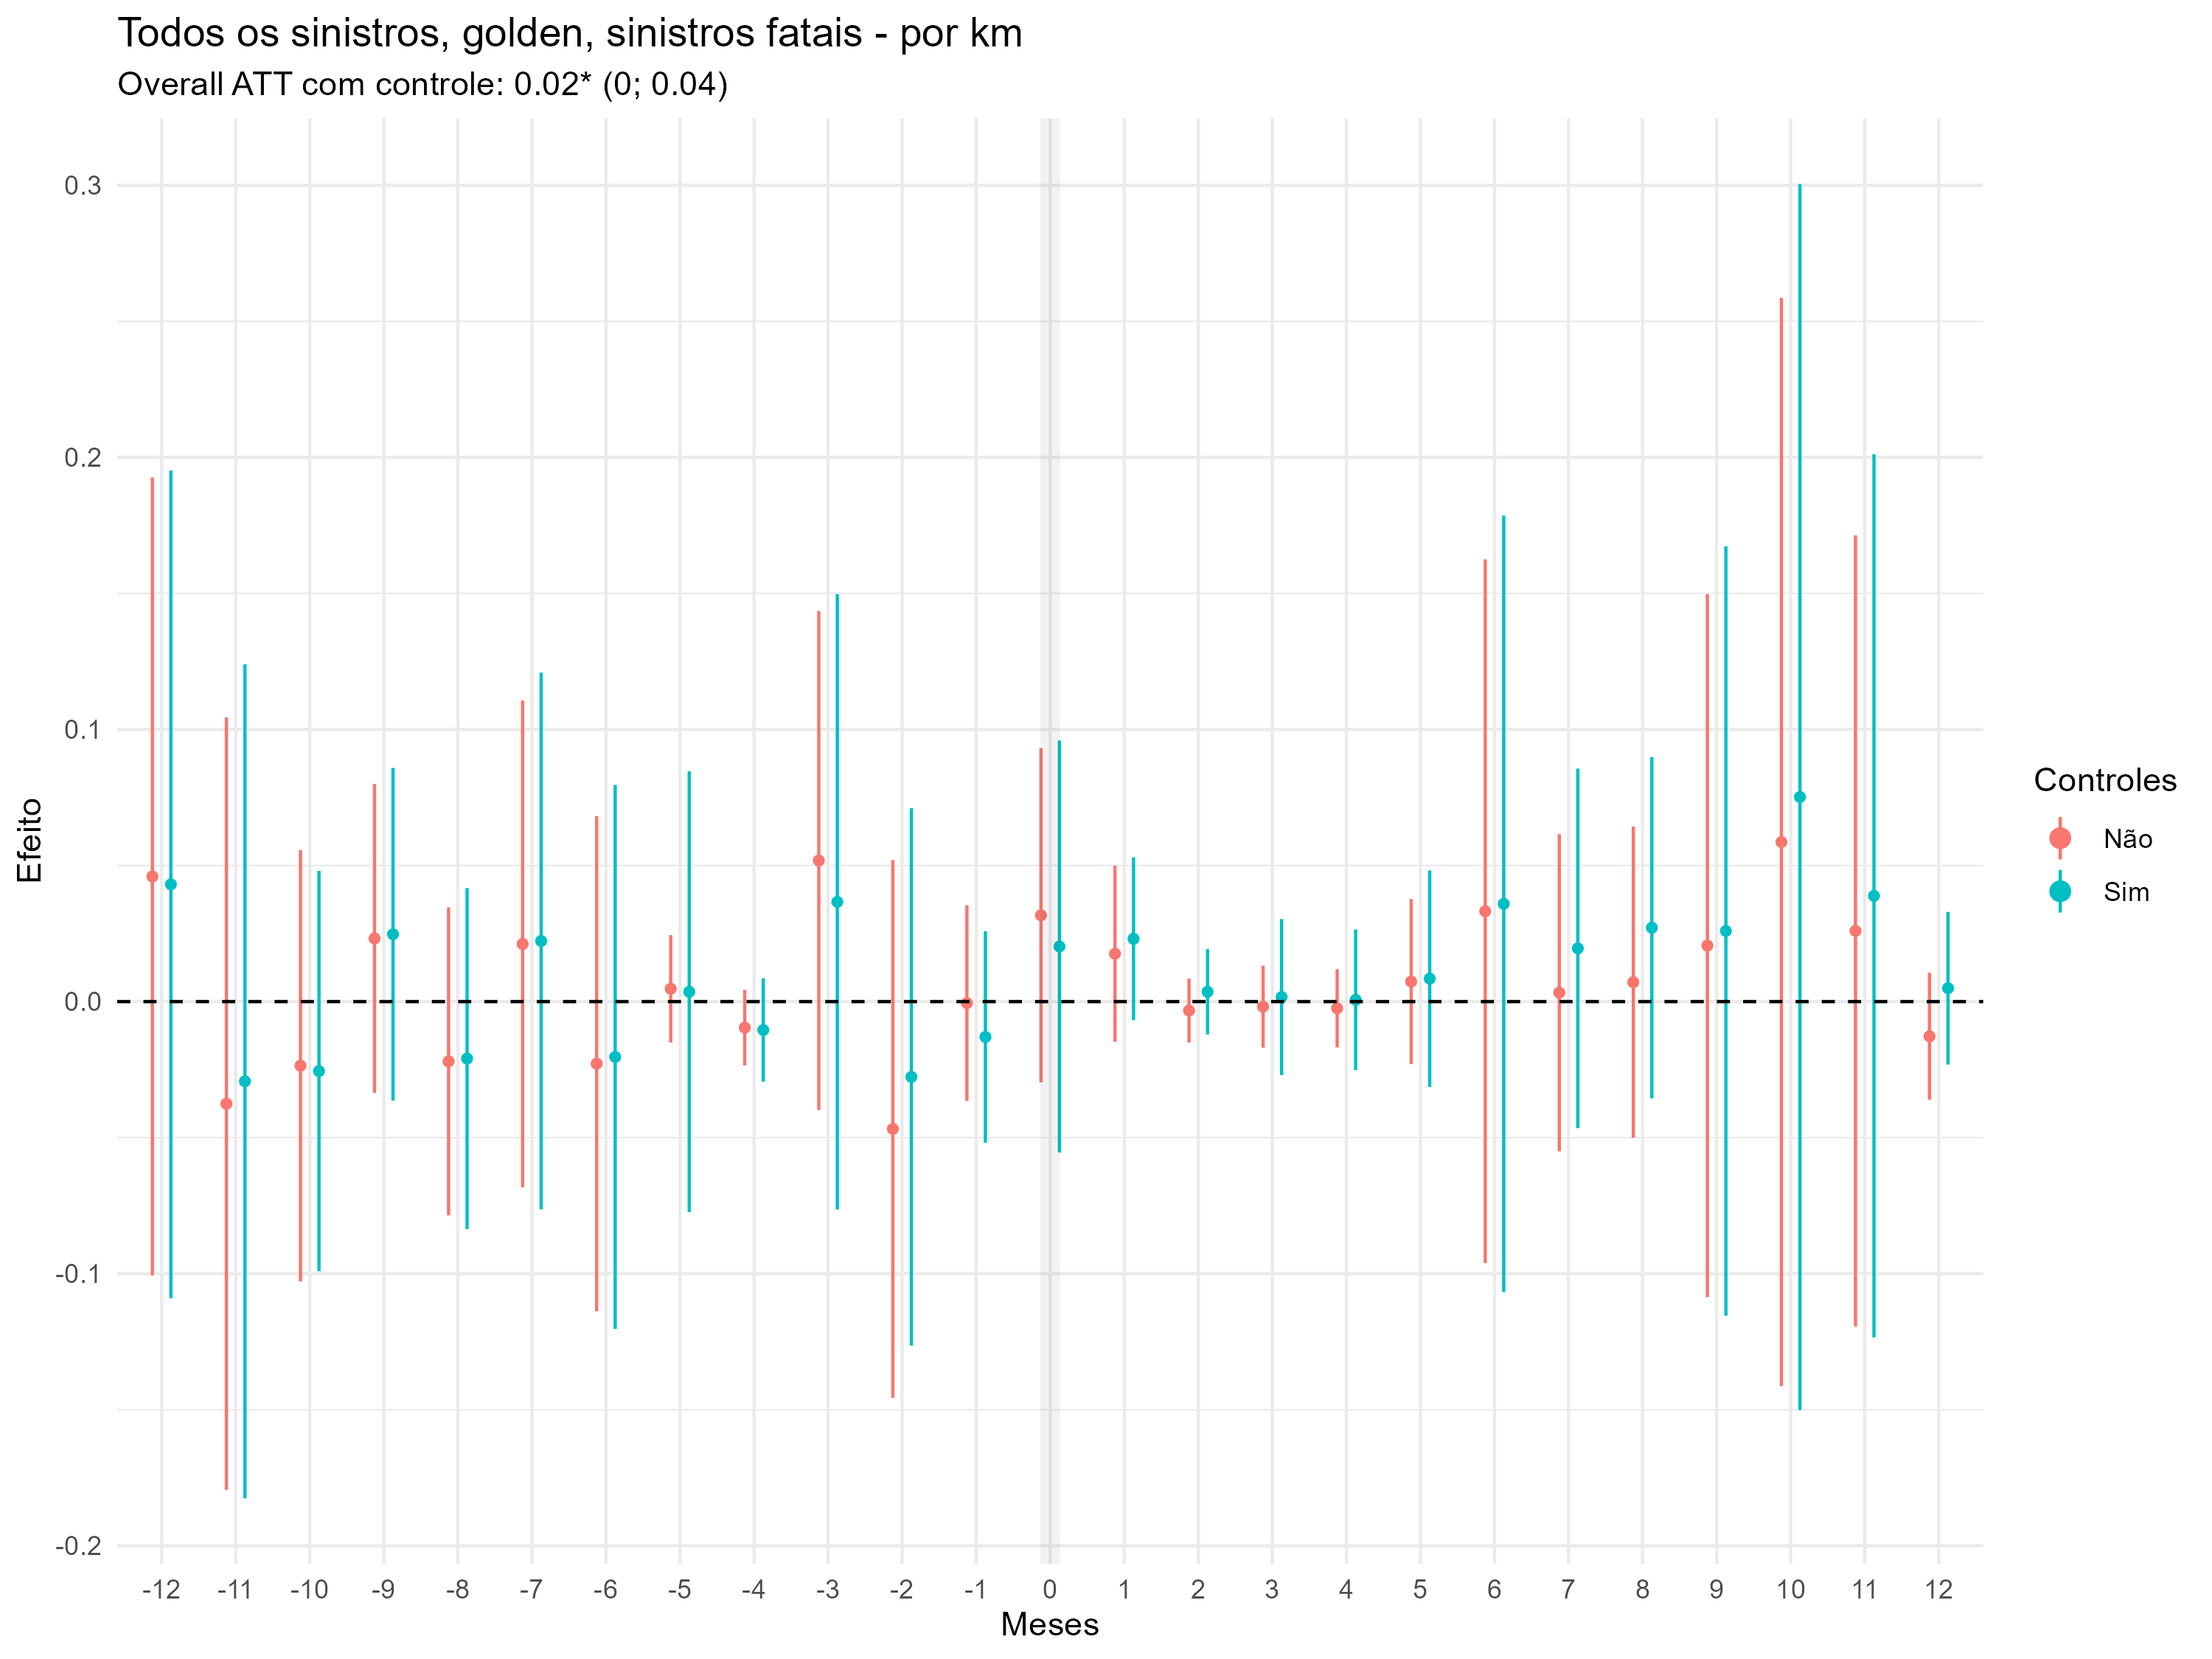 Todos os sinistros, golden, sinistros fatais - por km
Overall ATT com controle: 0.02* (0; 0.04)
Efeito
0.3
0.2
0.1
0.0
-0.1
-0.2
-12 -11 -10 -9 -8 -7 -6 -5 -4 -3 -2 -1 0 1 2 3 4 5 6 7 8 9 10 11 12
Meses
Controles
Não
Sim